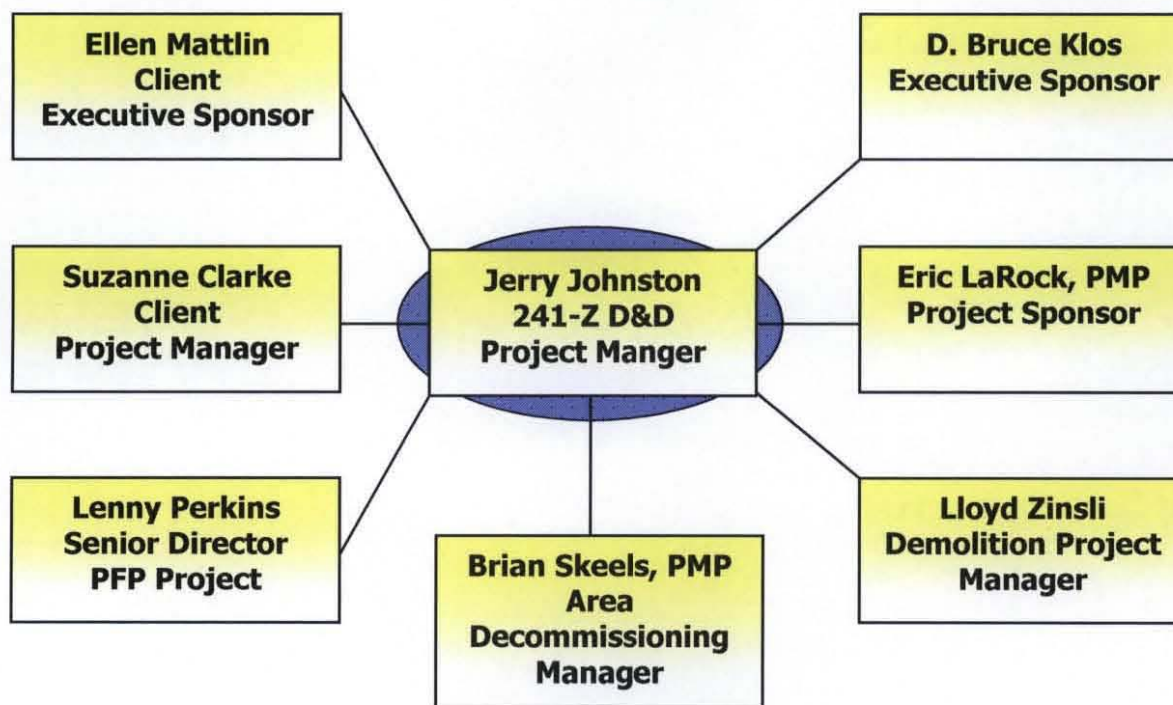 Ellen Mattlin
Client
Executive Sponsor
D. Bruce Klos
Executive Sponsor
Suzanne Clarke
Client
Project Manager
Jerry Johnston
241-Z D&D
Project Manger
Eric LaRock, PMP
Project Sponsor
Lenny Perkins
Senior Director
PFP Project
Brian Skeels, PMP
Area
Decommissioning
Manager
Lloyd Zinsli
Demolition Project
Manager